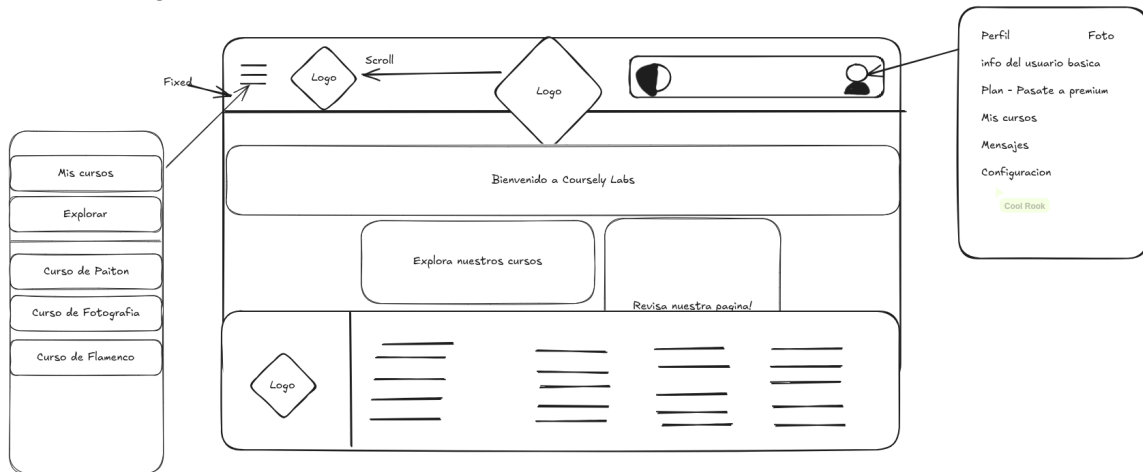 Perfil Foto
info del usuario basica
Plan - Pasate a premium
Mis cursos
Mensajes
Configuracion
Cool Rook
Fixed
Logo
Scroll
Logo
Mis cursos
Explorar
Curso de Paiton
Curso de Fotografia
Curso de Flamenco
Bienvenido a Coursely Labs
Explora nuestros cursos
Revisa nuestra pagina!
Logo